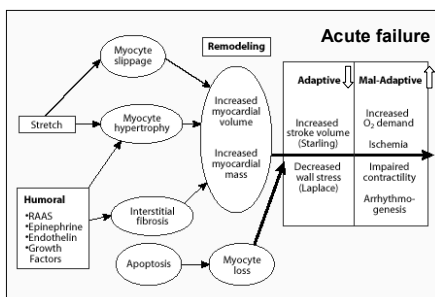 Acute failure
Remodeling
Myocyte
slippage
Stretch
Myocyte
hypertrophy
Humoral
•RAAS
•Epinephrine
•Endothelin
•Growth
Factors
Interstitial
fibrosis
Apoptosis
Myocyte
loss
Increased
myocardial
volume
Increased
myocardial
mass
Adaptive
Increased
stroke volume
(Starling)
Decreased
wall stress
(Laplace)
Mal-Adaptive
Increased
O₂ demand
Ischemia
Impaired
contractility
Arrhythmo-
genesis